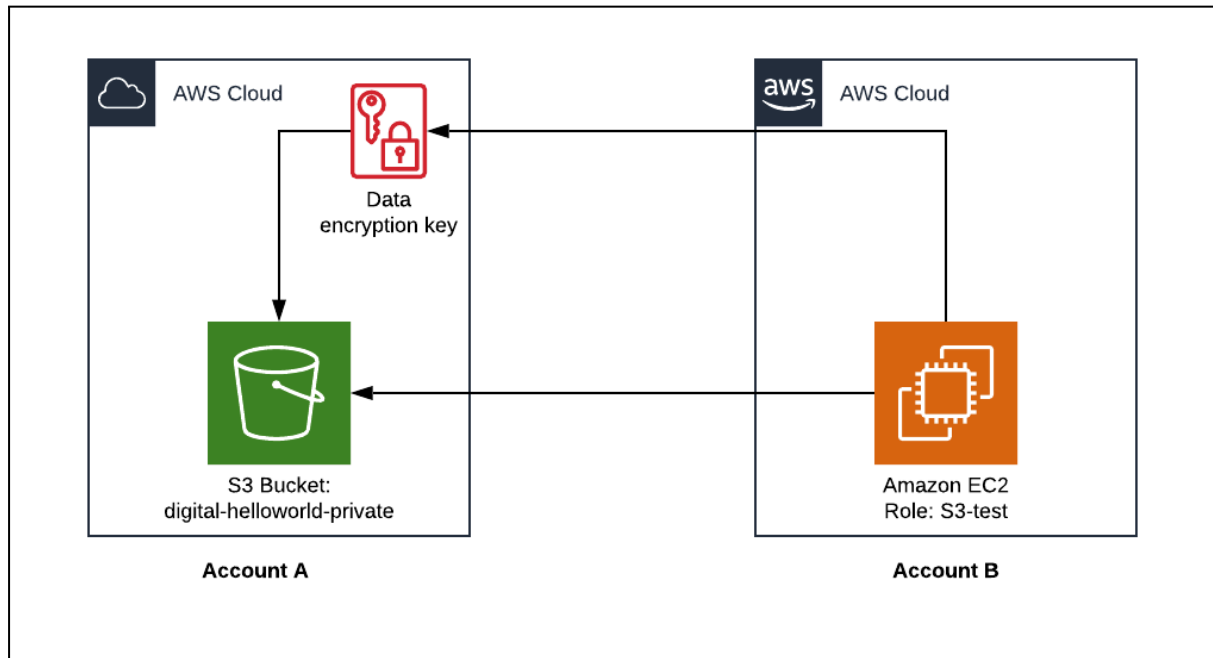 AWS Cloud
Data
encryption key
S3 Bucket:
digital-helloworld-private
Account A
aws
AWS Cloud
Amazon EC2
Role: S3-test
Account B